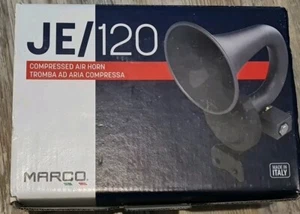 JE/120
COMPRESSED AIR HORN
TROMBA AD ARIA COMPRESSA
MARCO
MADE IN
ITALY